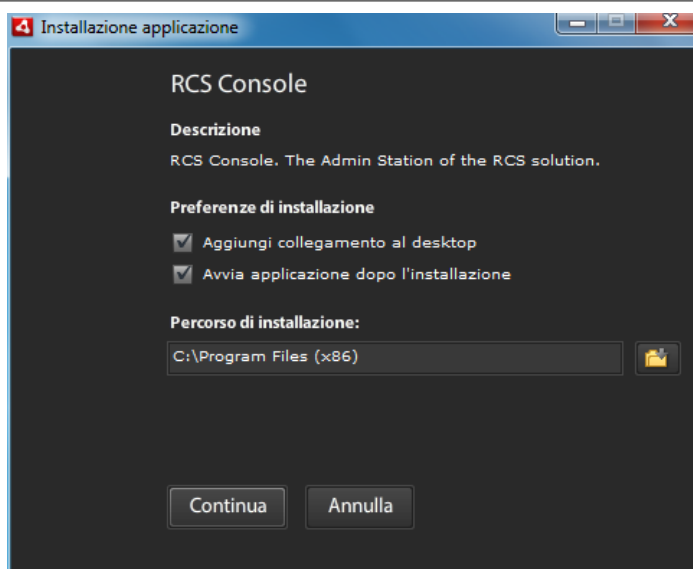 Installazione applicazione
RCS Console
Descrizione
RCS Console. The Admin Station of the RCS solution.
Preferenze di installazione
Aggiungi collegamento al desktop
Avvia applicazione dopo l'installazione
Percorso di installazione:
C:\Program Files (x86)
Continua Annulla